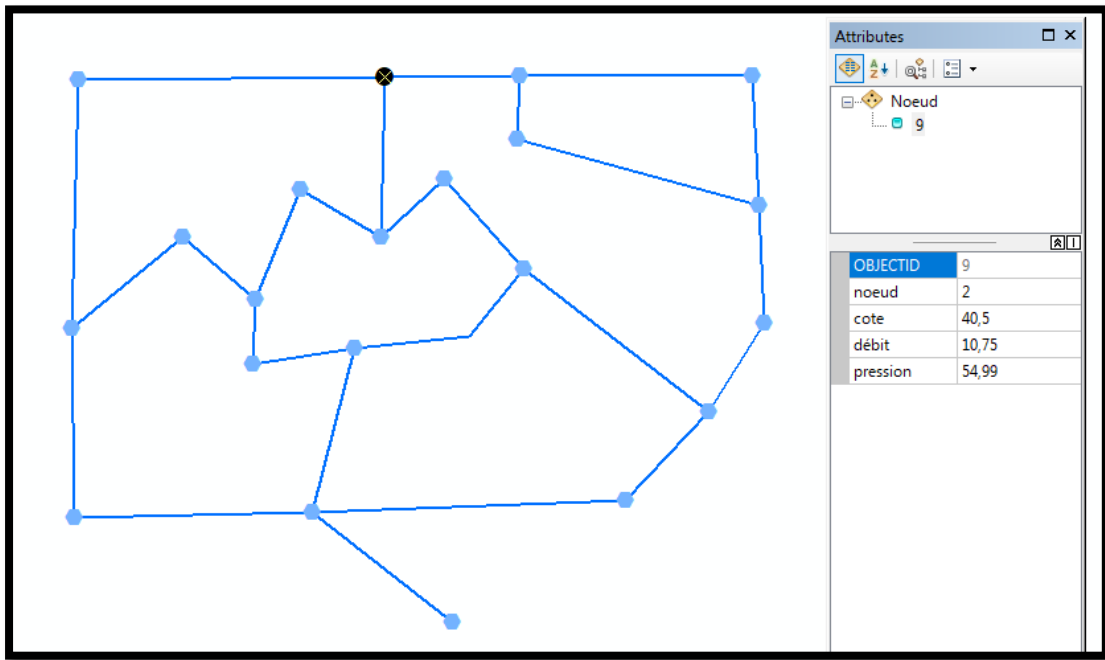 Attributes
A
Z
Noeud
9
OBJECTID 9
noeud 2
cote 40,5
débit 10,75
pression 54,99